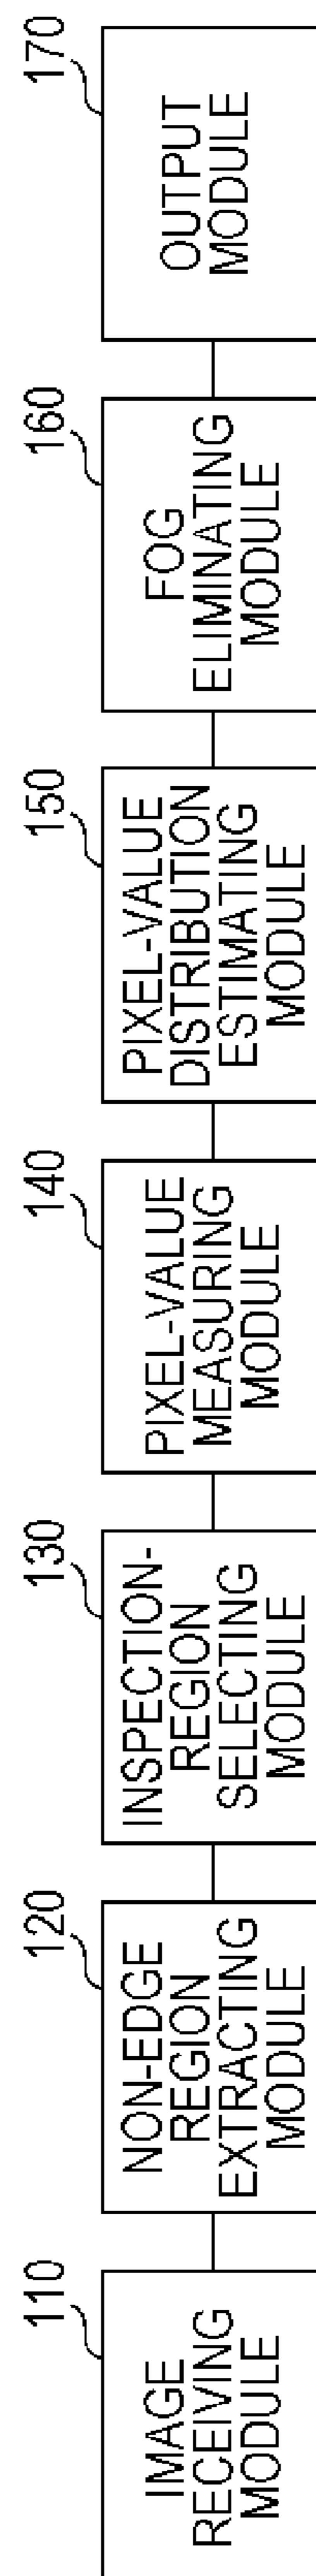 110
IMAGE
RECEIVING
MODULE
120
NON-EDGE
REGION
EXTRACTING
MODULE
130
INSPECTION-
REGION
SELECTING
MODULE
140
PIXEL-VALUE
MEASURING
MODULE
150
PIXEL-VALUE
DISTRIBUTION
ESTIMATING
MODULE
160
FOG
ELIMINATING
MODULE
170
OUTPUT
MODULE